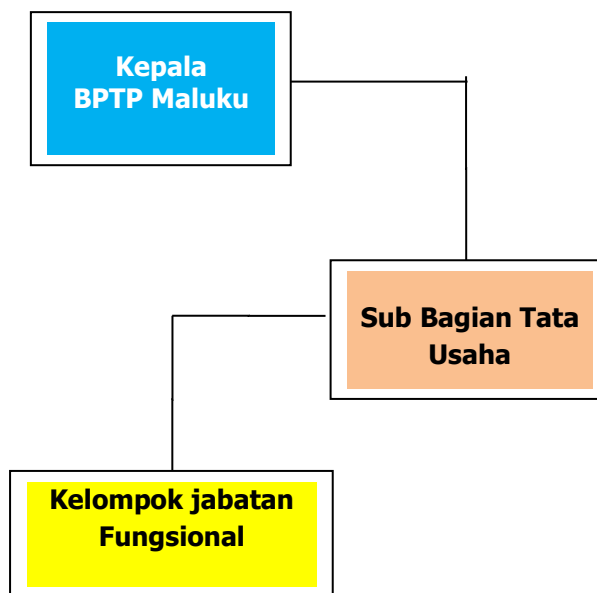 Kepala
BPTP Maluku
Sub Bagian Tata
Usaha
Kelompok jabatan
Fungsional